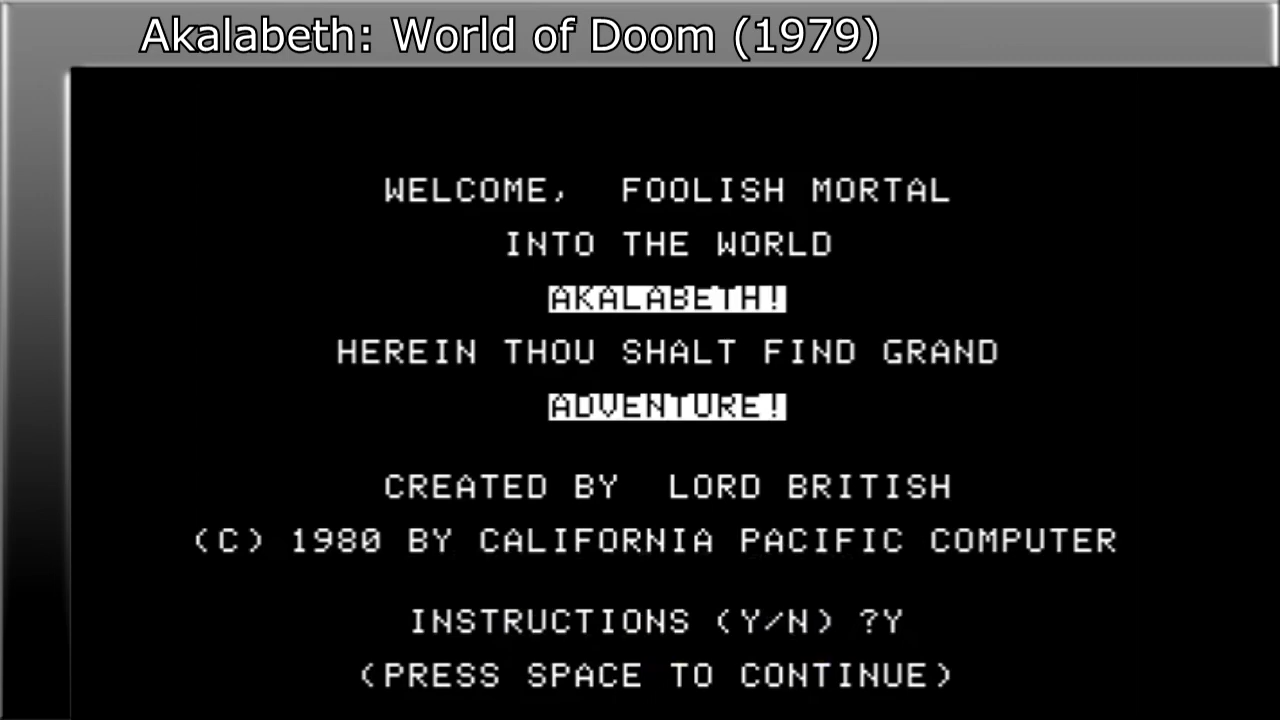 Akalabeth: World of Doom (1979)
WELCOME, FOOLISH MORTAL
INTO THE WORLD
AKALABETH!
HEREIN THOU SHALT FIND GRAND
ADVENTURE!
CREATED BY LORD BRITISH
(C) 1980 BY CALIFORNIA PACIFIC COMPUTER
INSTRUCTIONS (Y/N) ?Y
(PRESS SPACE TO CONTINUE)